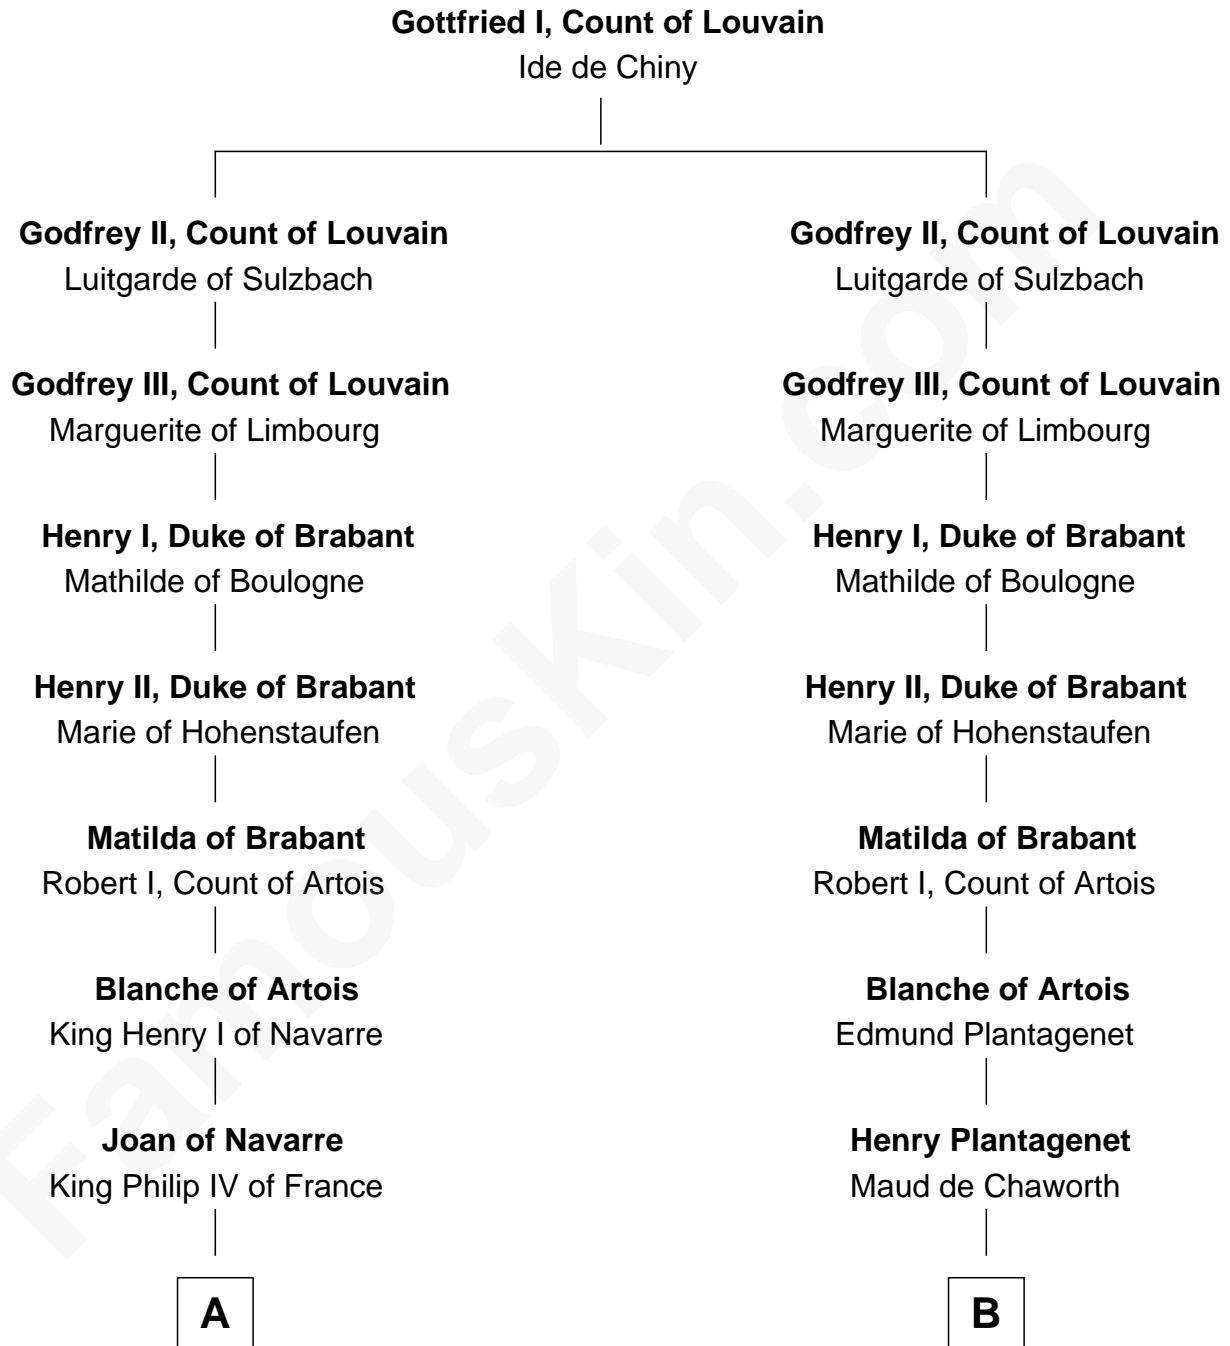 Gottfried I, Count of Louvain
Ide de Chiny
Godfrey II, Count of Louvain
Luitgarde of Sulzbach
Godfrey II, Count of Louvain
Luitgarde of Sulzbach
Godfrey III, Count of Louvain
Marguerite of Limbourg
Godfrey III, Count of Louvain
Marguerite of Limbourg
Henry I, Duke of Brabant
Mathilde of Boulogne
Henry I, Duke of Brabant
Mathilde of Boulogne
Henry II, Duke of Brabant
Marie of Hohenstaufen
Henry II, Duke of Brabant
Marie of Hohenstaufen
Matilda of Brabant
Robert I, Count of Artois
Matilda of Brabant
Robert I, Count of Artois
Blanche of Artois
King Henry I of Navarre
Blanche of Artois
Edmund Plantagenet
Joan of Navarre
King Philip IV of France
Henry Plantagenet
Maud de Chaworth
A
B
FamousKin.com